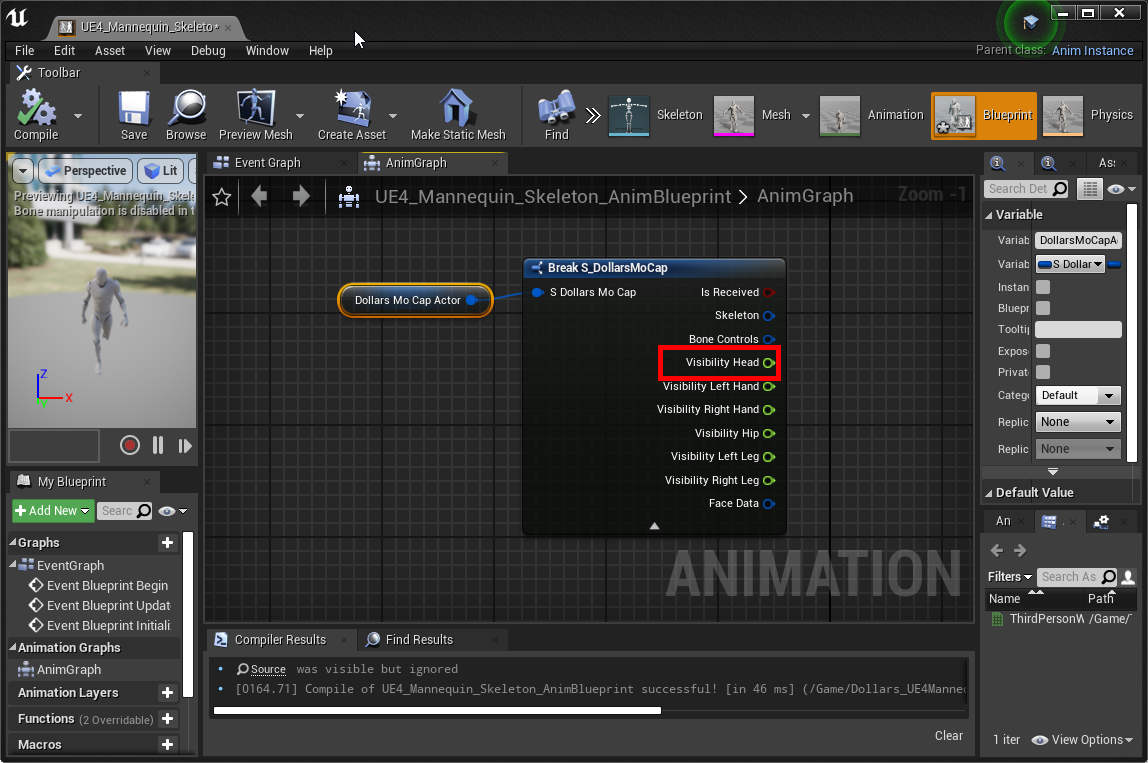 UE4_Mannequin_Skeleto*
File Edit Asset View Debug Window Help
Parent class: Anim Instance
Toolbar
Compile
Save
Browse
Preview Mesh
Create Asset
Make Static Mesh
Find
Skeleton
Mesh
Animation
Blueprint
Physics
Perspective
Lit
Previewing UE4_Mannequin_Skele
Bone manipulation is disabled in t
Z
X
Y
Event Graph
AnimGraph
UE4_Mannequin_Skeleton_AnimBlueprint > AnimGraph
Zoom -1
Dollars Mo Cap Actor
Break S_DollarsMoCap
S Dollars Mo Cap
Is Received
Skeleton
Bone Controls
Visibility Head
Visibility Left Hand
Visibility Right Hand
Visibility Hip
Visibility Left Leg
Visibility Right Leg
Face Data
ANIMATION
My Blueprint
+ Add New
Searc
Graphs
EventGraph
Event Blueprint Begin
Event Blueprint Updat
Event Blueprint Initiali
Animation Graphs
AnimGraph
Animation Layers
Functions (2 Overridable)
Macros
Compiler Results
Find Results
Source was visible but ignored
[0164.71] Compile of UE4_Mannequin_Skeleton_AnimBlueprint successful! [in 46 ms] (/Game/Dollars_UE4Manne
Clear
As
Search Det
Variable
Variab DollarsMoCapA
Variab S Dollar
Instan
Bluepr
Tooltip
Expos
Privat
Catego Default
Replic None
Replic None
Default Value
An
Filters
Search As
Name Path
ThirdPersonW /Game/
1 iter
View Options